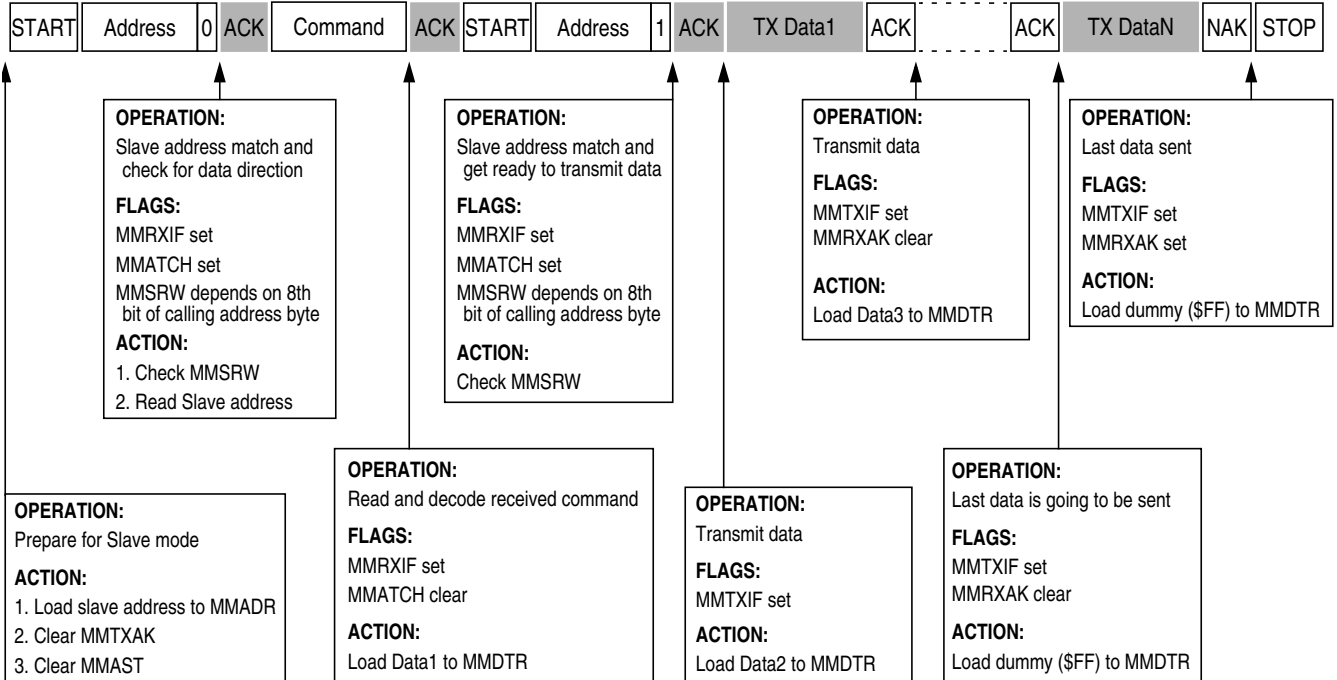 START Address 0 ACK Command ACK START Address 1 ACK TX Data1 ACK ACK TX DataN NAK STOP
OPERATION:
Slave address match and
check for data direction
FLAGS:
MMRXIF set
MMATCH set
MMSRW depends on 8th
bit of calling address byte
ACTION:
1. Check MMSRW
2. Read Slave address
OPERATION:
Slave address match and
get ready to transmit data
FLAGS:
MMRXIF set
MMATCH set
MMSRW depends on 8th
bit of calling address byte
ACTION:
Check MMSRW
OPERATION:
Transmit data
FLAGS:
MMTXIF set
MMRXAK clear
ACTION:
Load Data3 to MMDTR
OPERATION:
Last data sent
FLAGS:
MMTXIF set
MMRXAK set
ACTION:
Load dummy ($FF) to MMDTR
OPERATION:
Prepare for Slave mode
ACTION:
1. Load slave address to MMADR
2. Clear MMTXAK
3. Clear MMAST
OPERATION:
Read and decode received command
FLAGS:
MMRXIF set
MMATCH clear
ACTION:
Load Data1 to MMDTR
OPERATION:
Transmit data
FLAGS:
MMTXIF set
ACTION:
Load Data2 to MMDTR
OPERATION:
Last data is going to be sent
FLAGS:
MMTXIF set
MMRXAK clear
ACTION:
Load dummy ($FF) to MMDTR